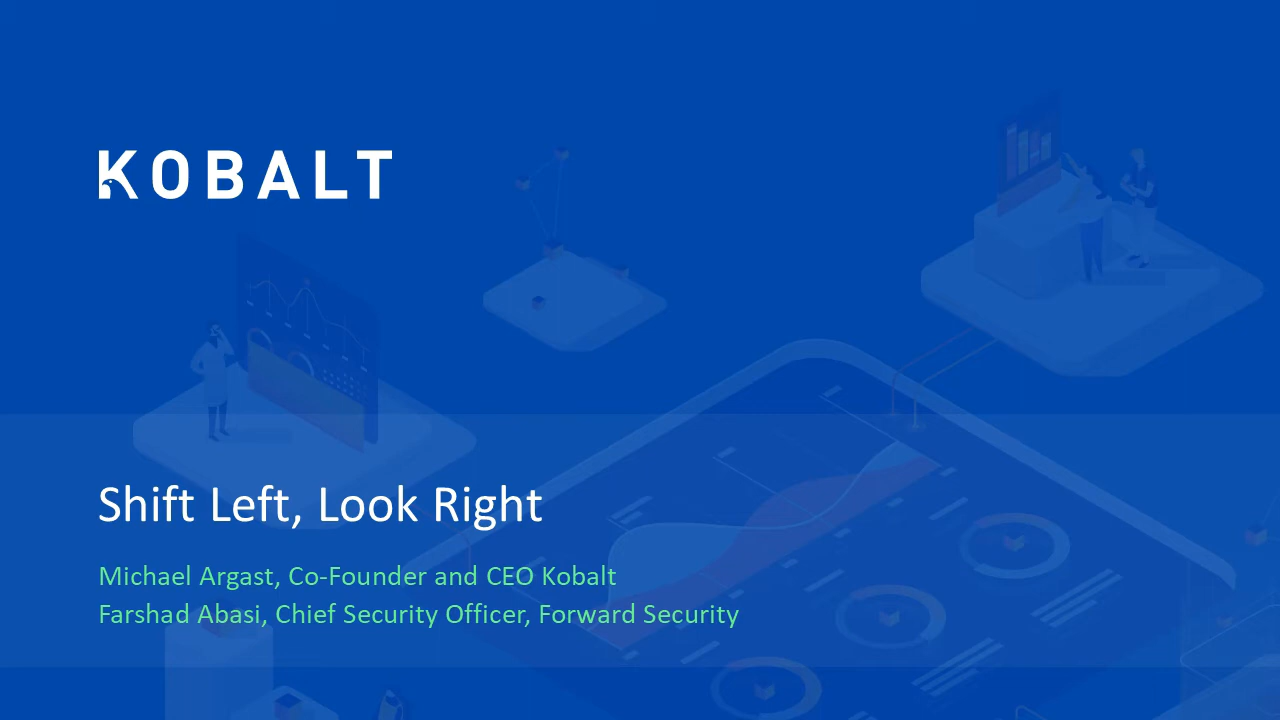 KOBALT
Shift Left, Look Right
Michael Argast, Co-Founder and CEO Kobalt
Farshad Abasi, Chief Security Officer, Forward Security